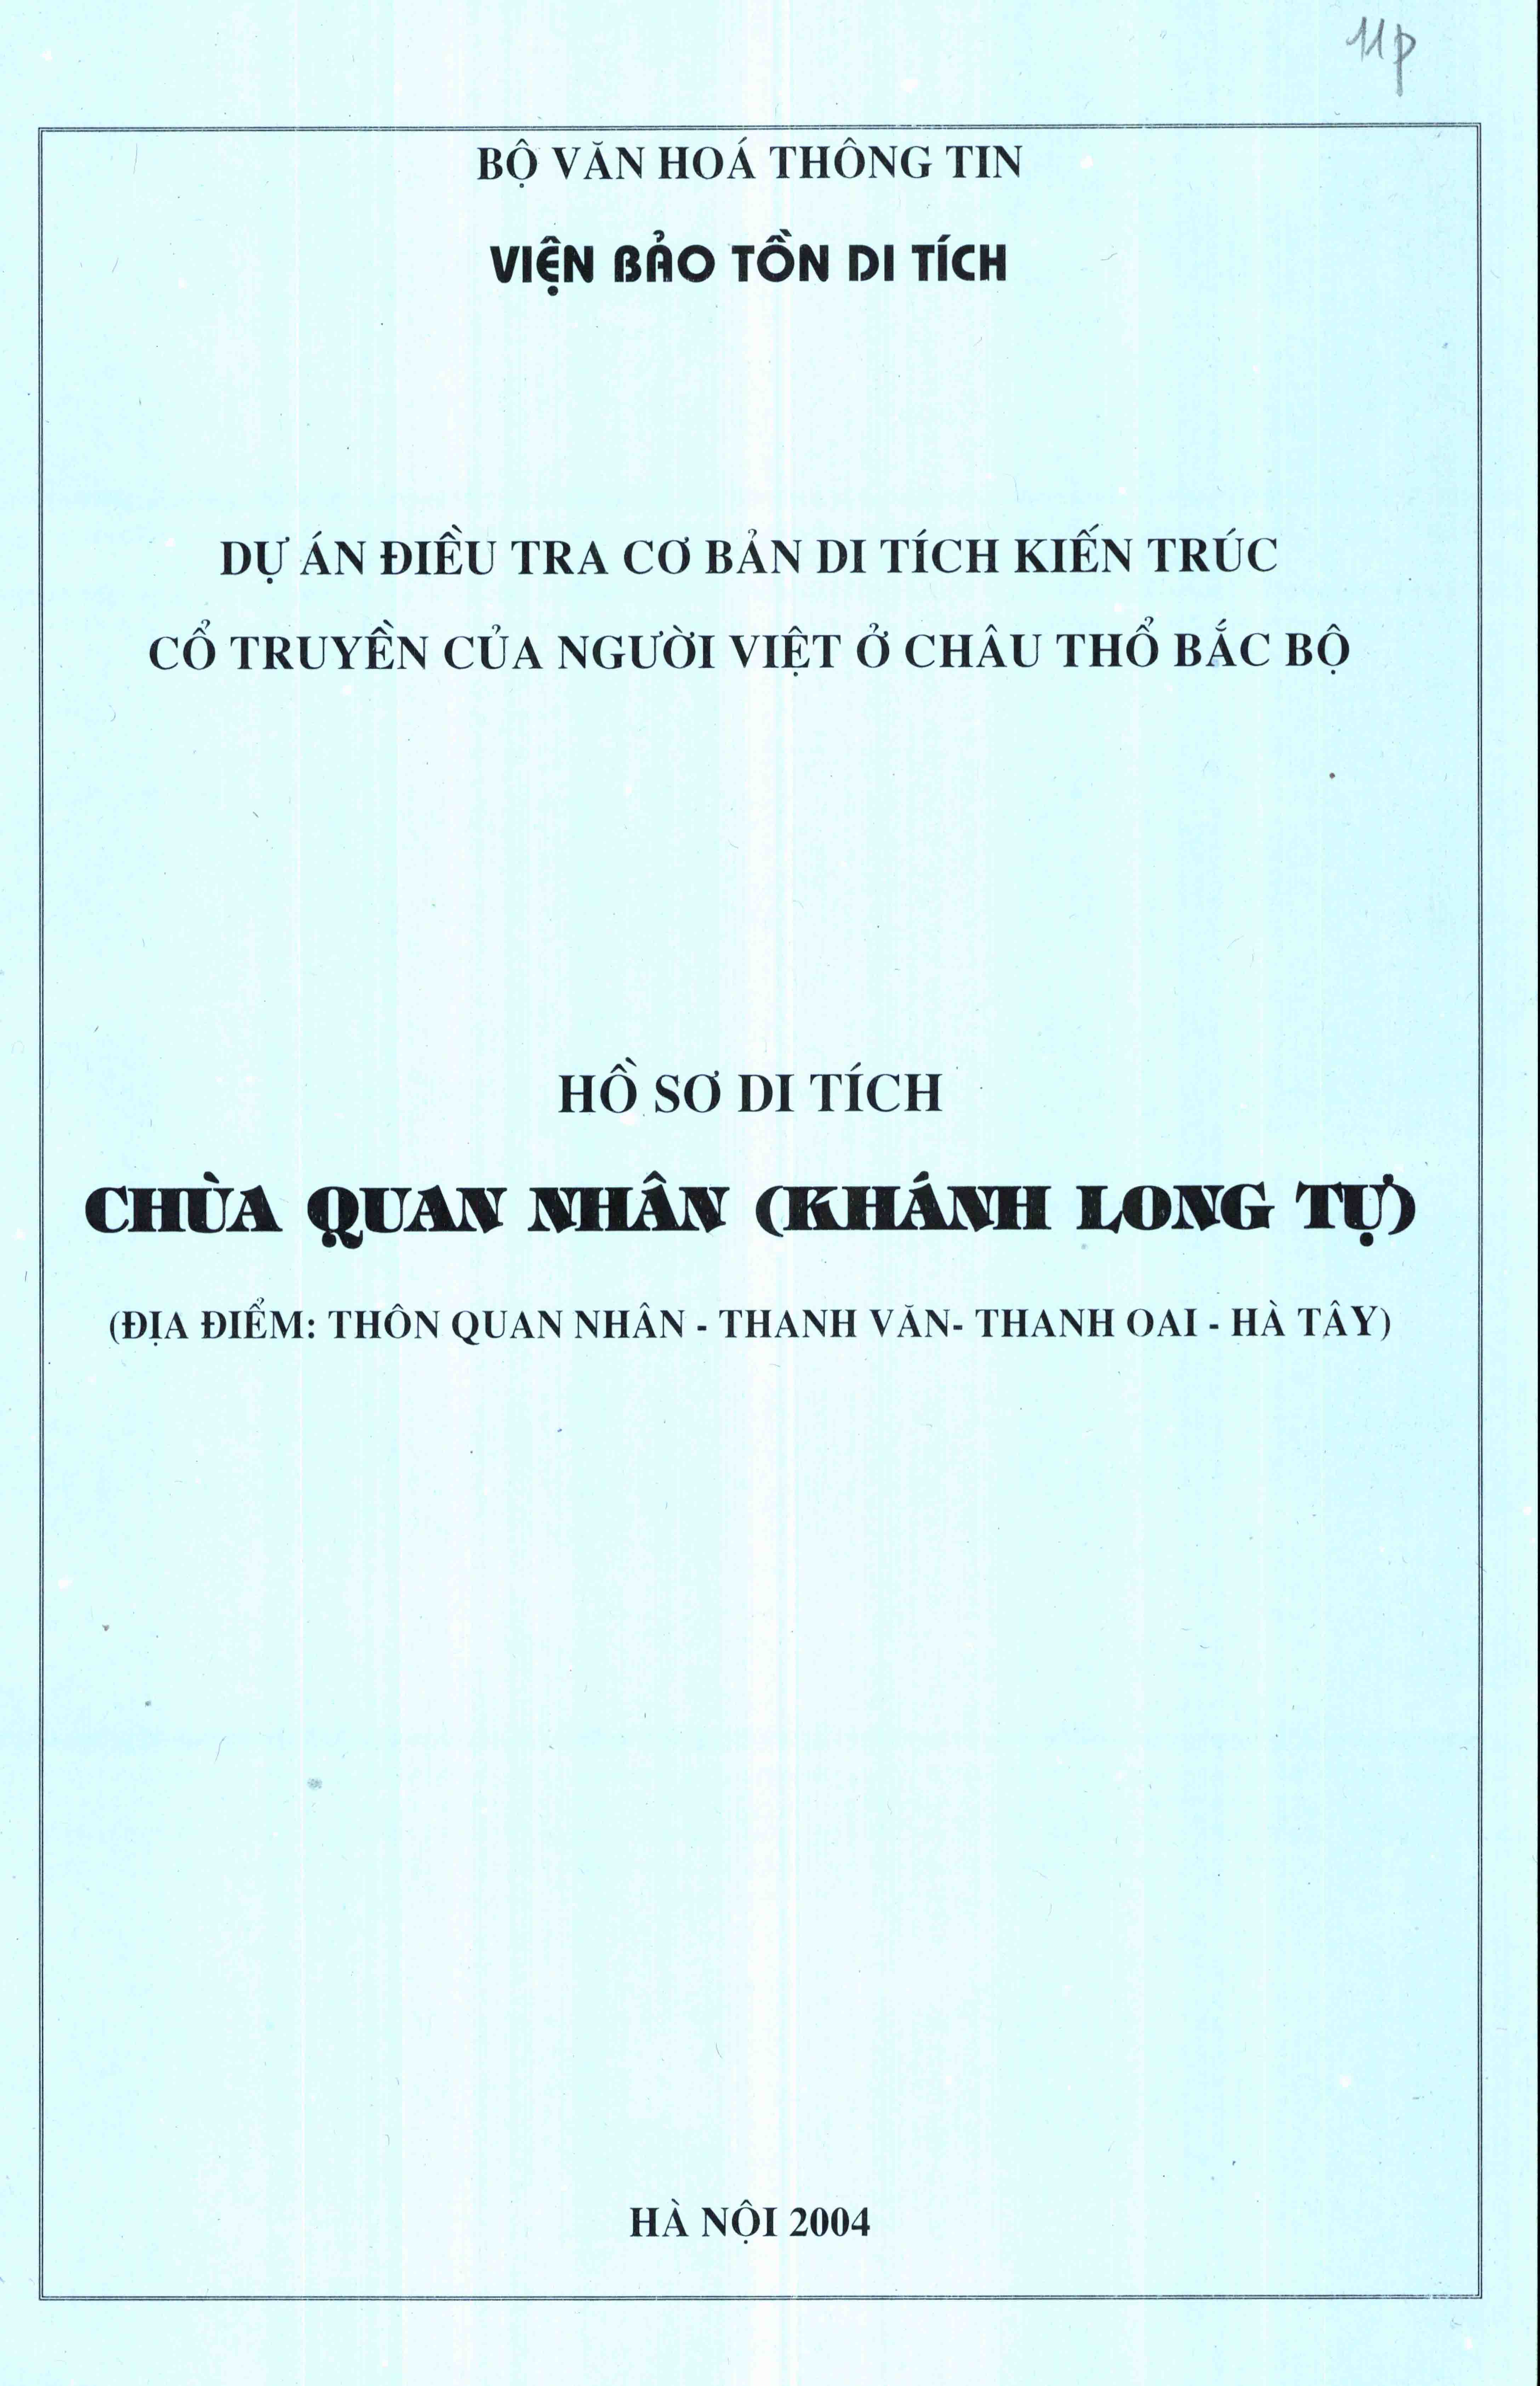 11p
BỘ VĂN HOÁ THÔNG TIN
VIỆN BẢO TỒN DI TÍCH
DỰ ÁN ĐIỀU TRA CƠ BẢN DI TÍCH KIẾN TRÚC
CỔ TRUYỀN CỦA NGƯỜI VIỆT Ở CHÂU THỔ BẮC BỘ
HỒ SƠ DI TÍCH
CHÙA QUAN NHÂN (KHÁNH LONG TỰ)
(ĐỊA ĐIỂM: THÔN QUAN NHÂN - THANH VĂN- THANH OAI - HÀ TÂY)
HÀ NỘI 2004